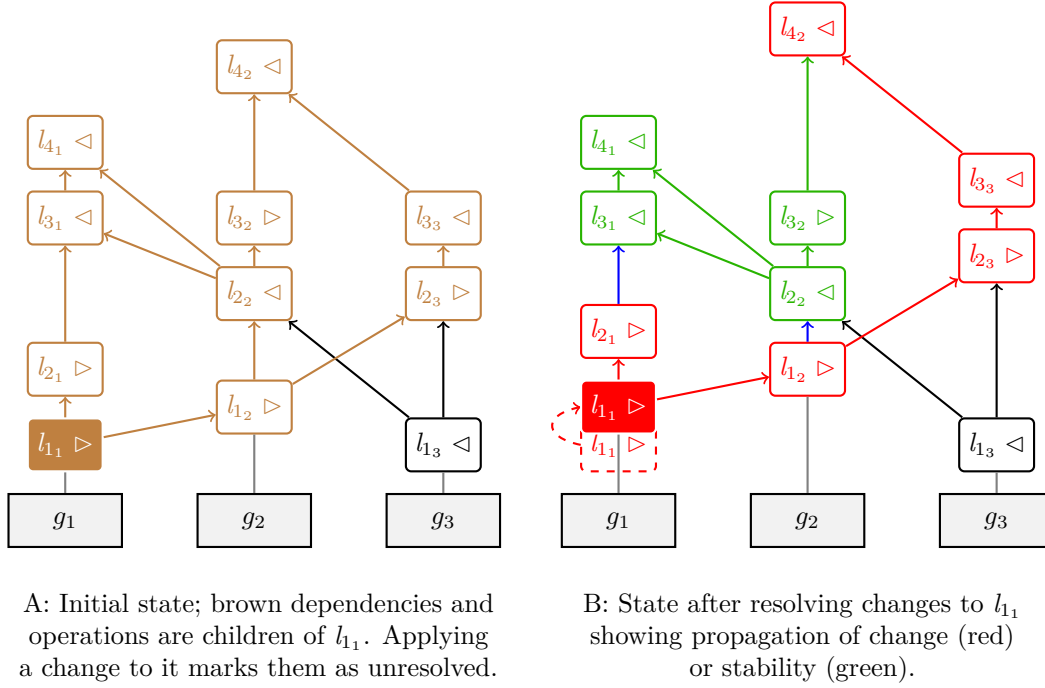 l₄₂ ◁
l₄₁ ◁
l₃₁ ◁
l₃₂ ▷
l₃₃ ◁
l₂₂ ◁
l₂₃ ▷
l₂₁ ▷
l₁₂ ▷
l₁₁ ▷
l₁₃ ◁
g₁
g₂
g₃
A: Initial state; brown dependencies and
operations are children of l₁₁. Applying
a change to it marks them as unresolved.
l₄₂ ◁
l₄₁ ◁
l₃₃ ◁
l₃₁ ◁
l₃₂ ▷
l₂₃ ▷
l₂₂ ◁
l₂₁ ▷
l₁₂ ▷
l₁₁ ▷
l₁₁ ▷
l₁₃ ◁
g₁
g₂
g₃
B: State after resolving changes to l₁₁
showing propagation of change (red)
or stability (green).